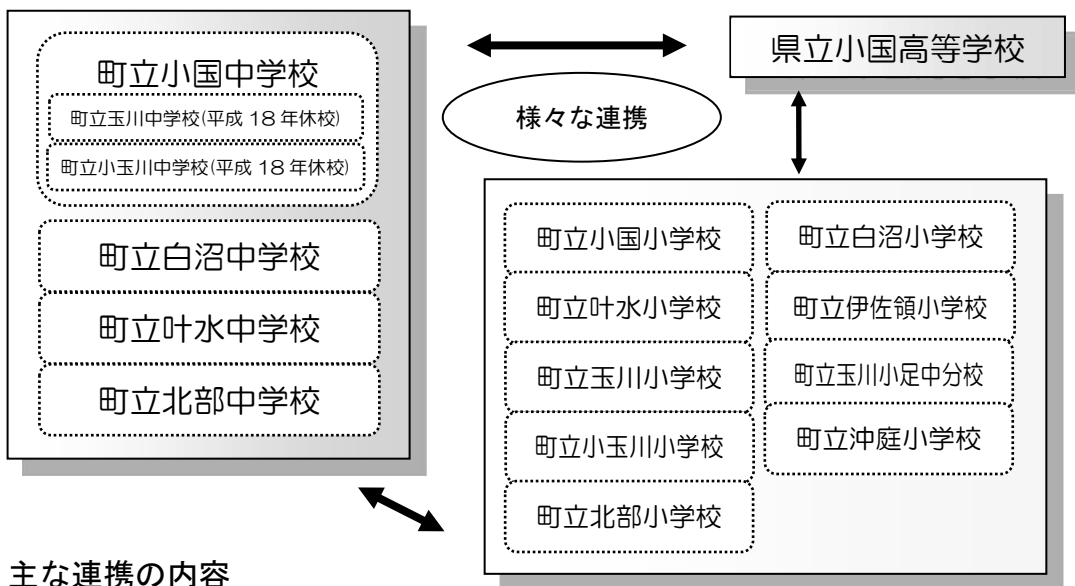 町立小国中学校
町立玉川中学校(平成 18 年休校)
町立小玉川中学校(平成 18 年休校)
町立白沼中学校
町立叶水中学校
町立北部中学校
県立小国高等学校
様々な連携
町立小国小学校
町立叶水小学校
町立玉川小学校
町立小玉川小学校
町立北部小学校
町立白沼小学校
町立伊佐領小学校
町立玉川小足中分校
町立沖庭小学校
主な連携の内容